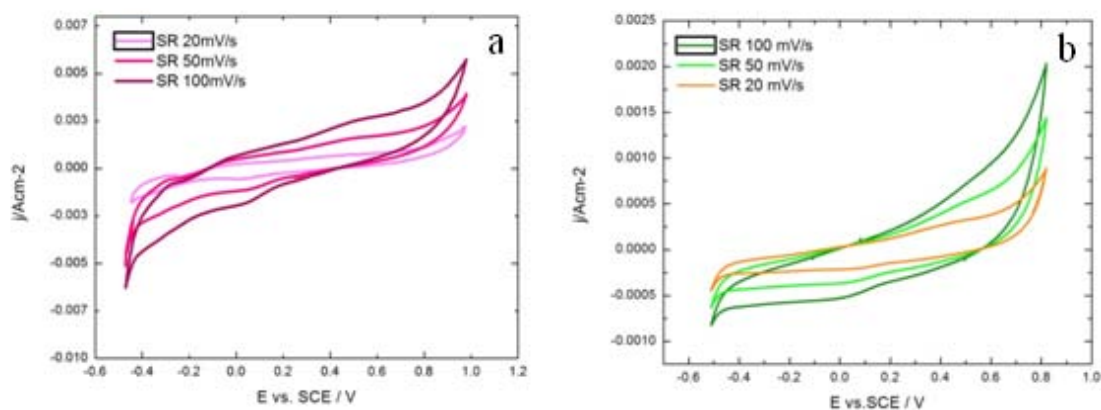 a
SR 20mV/s
SR 50mV/s
SR 100mV/s
0.007
0.005
0.003
0.000
-0.003
-0.005
-0.007
-0.010
j/Acm-2
-0.6 -0.4 -0.2 0.0 0.2 0.4 0.6 0.8 1.0 1.2
E vs. SCE / V
b
SR 100 mV/s
SR 50 mV/s
SR 20 mV/s
0.0025
0.0020
0.0015
0.0010
0.0005
0.0000
-0.0005
-0.0010
j/Acm-2
-0.6 -0.4 -0.2 0.0 0.2 0.4 0.6 0.8 1.0
E vs.SCE / V